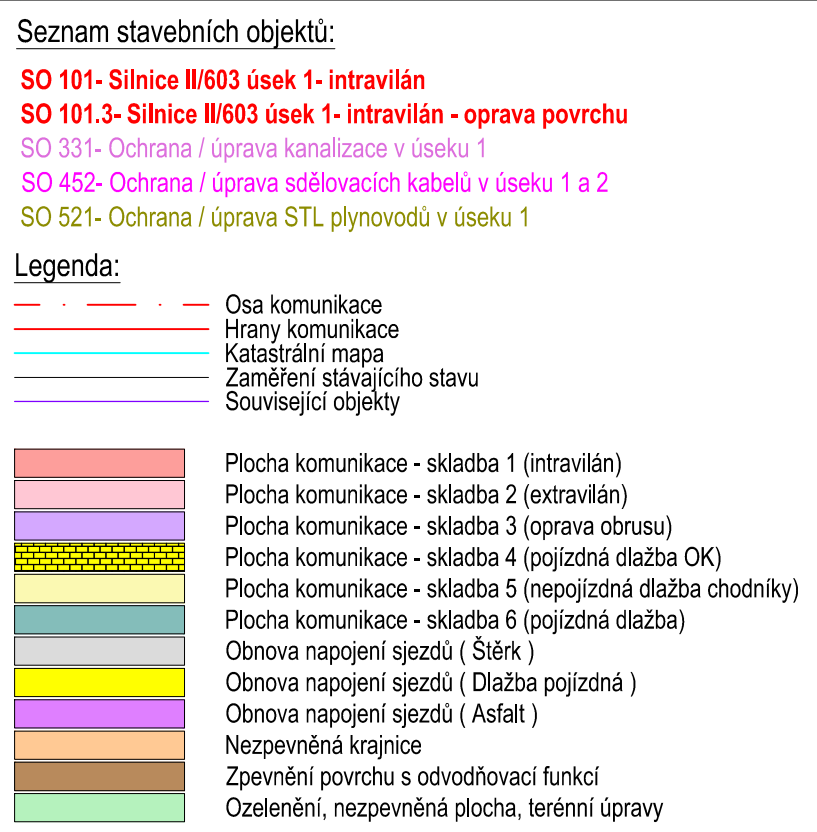 Seznam stavebních objektů:
SO 101- Silnice II/603 úsek 1- intravilán
SO 101.3- Silnice II/603 úsek 1- intravilán - oprava povrchu
SO 331- Ochrana / úprava kanalizace v úseku 1
SO 452- Ochrana / úprava sdělovacích kabelů v úseku 1 a 2
SO 521- Ochrana / úprava STL plynovodů v úseku 1
Legenda:
Osa komunikace
Hrany komunikace
Katastrální mapa
Zaměření stávajícího stavu
Související objekty
Plocha komunikace - skladba 1 (intravilán)
Plocha komunikace - skladba 2 (extravilán)
Plocha komunikace - skladba 3 (oprava obrusu)
Plocha komunikace - skladba 4 (pojízdná dlažba OK)
Plocha komunikace - skladba 5 (nepojízdná dlažba chodníky)
Plocha komunikace - skladba 6 (pojízdná dlažba)
Obnova napojení sjezdů ( Štěrk )
Obnova napojení sjezdů ( Dlažba pojízdná )
Obnova napojení sjezdů ( Asfalt )
Nezpevněná krajnice
Zpevnění povrchu s odvodňovací funkcí
Ozelenění, nezpevněná plocha, terénní úpravy